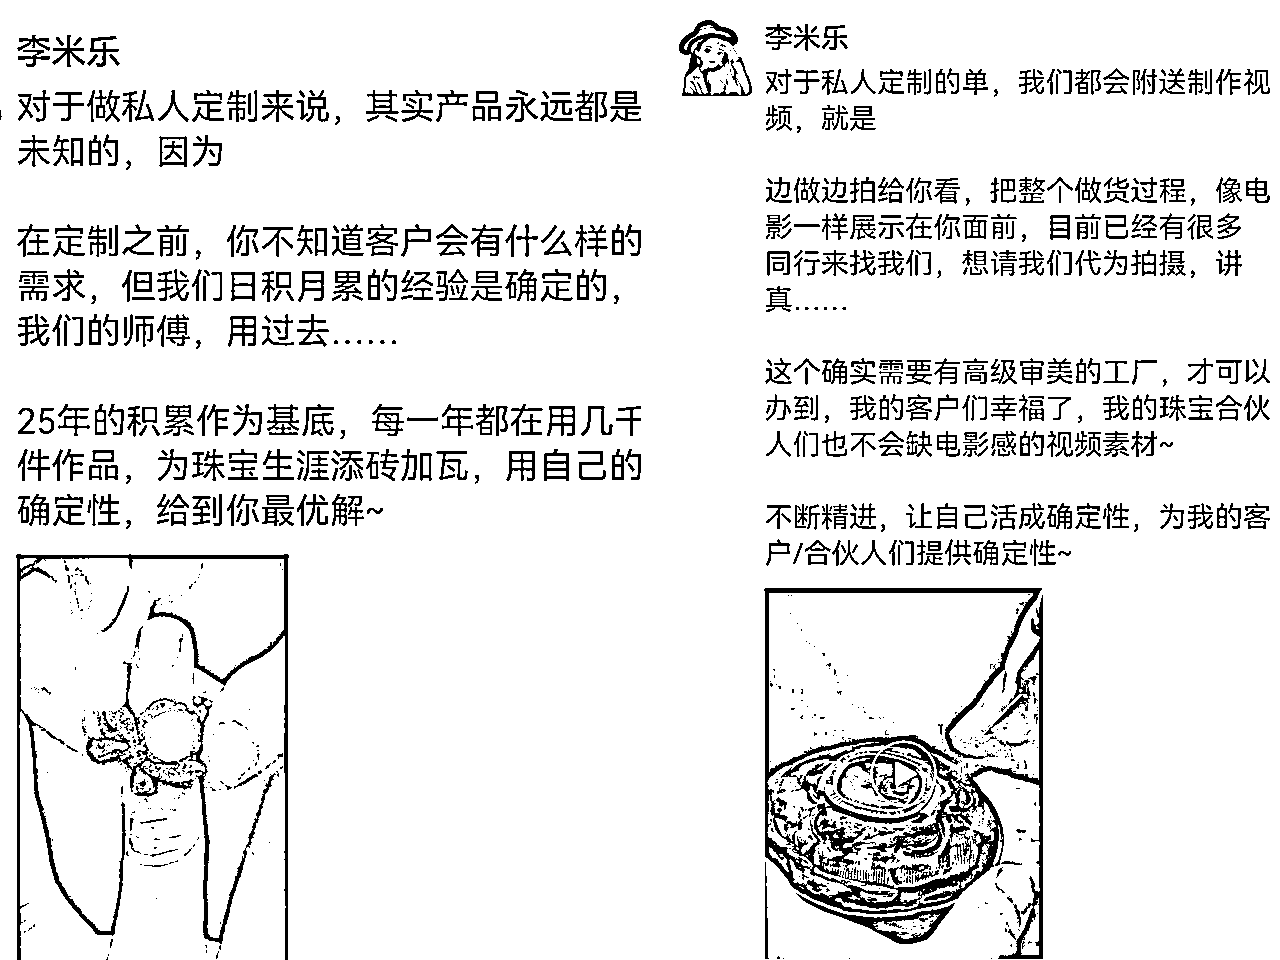 李米乐
对于做私人定制来说，其实产品永远都是
未知的，因为
在定制之前，你不知道客户会有什么样的
需求，但我们日积月累的经验是确定的，
我们的师傅，用过去……
25年的积累作为基底，每一年都在用几千
件作品，为珠宝生涯添砖加瓦，用自己的
确定性，给到你最优解~
李米乐
对于私人定制的单，我们都会附送制作视
频，就是
边做边拍给你看，把整个做货过程，像电
影一样展示在你面前，目前已经有很多
同行来找我们，想请我们代为拍摄，讲
真……
这个确实需要有高级审美的工厂，才可以
办到，我的客户们幸福了，我的珠宝合伙
人们也不会缺电影感的视频素材~
不断精进，让自己活成确定性，为我的客
户/合伙人们提供确定性~